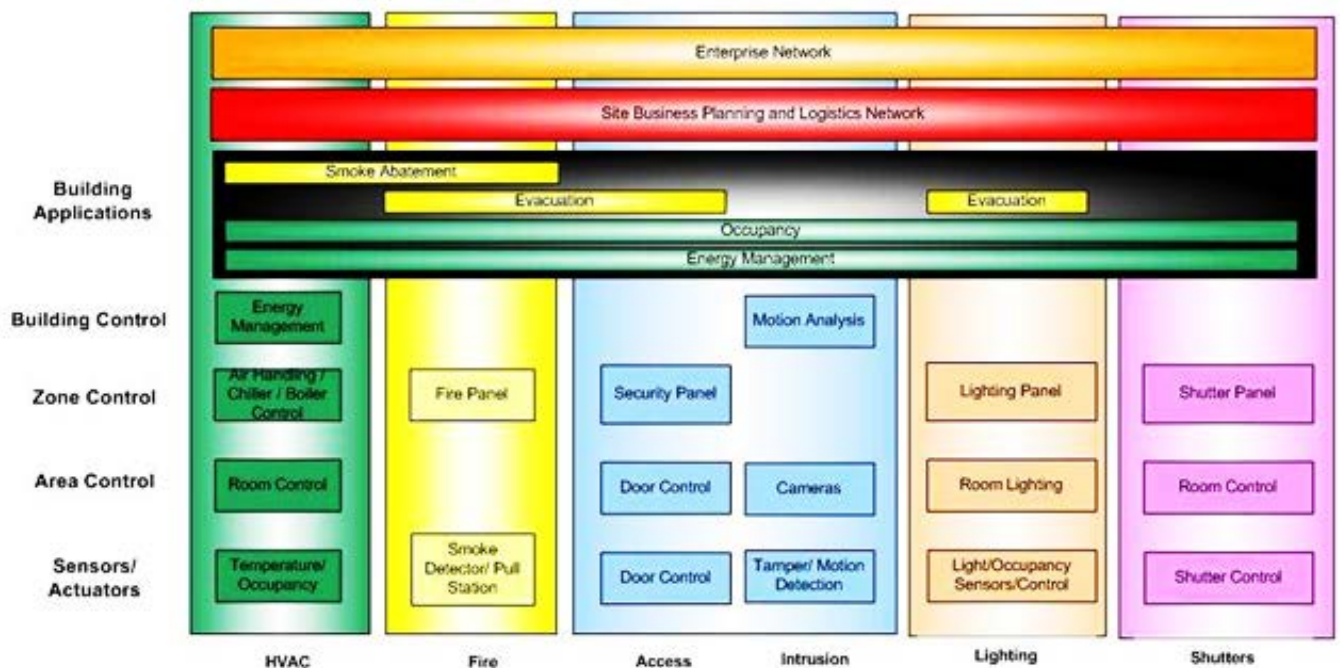 Enterprise Network
Site Business Planning and Logistics Network
Building
Applications
Smoke Abatement
Evacuation
Evacuation
Occupancy
Energy Management
Building Control
Energy
Management
Motion Analysis
Zone Control
Air Handling /
Chiller / Boiler
Control
Fire Panel
Security Panel
Lighting Panel
Shutter Panel
Area Control
Room Control
Door Control
Cameras
Room Lighting
Room Control
Sensors/
Actuators
Temperature/
Occupancy
Smoke
Detector/ Pull
Station
Door Control
Tamper/ Motion
Detection
Light/Occupancy
Sensors/Control
Shutter Control
HVAC
Fire
Access
Intrusion
Lighting
Shutters